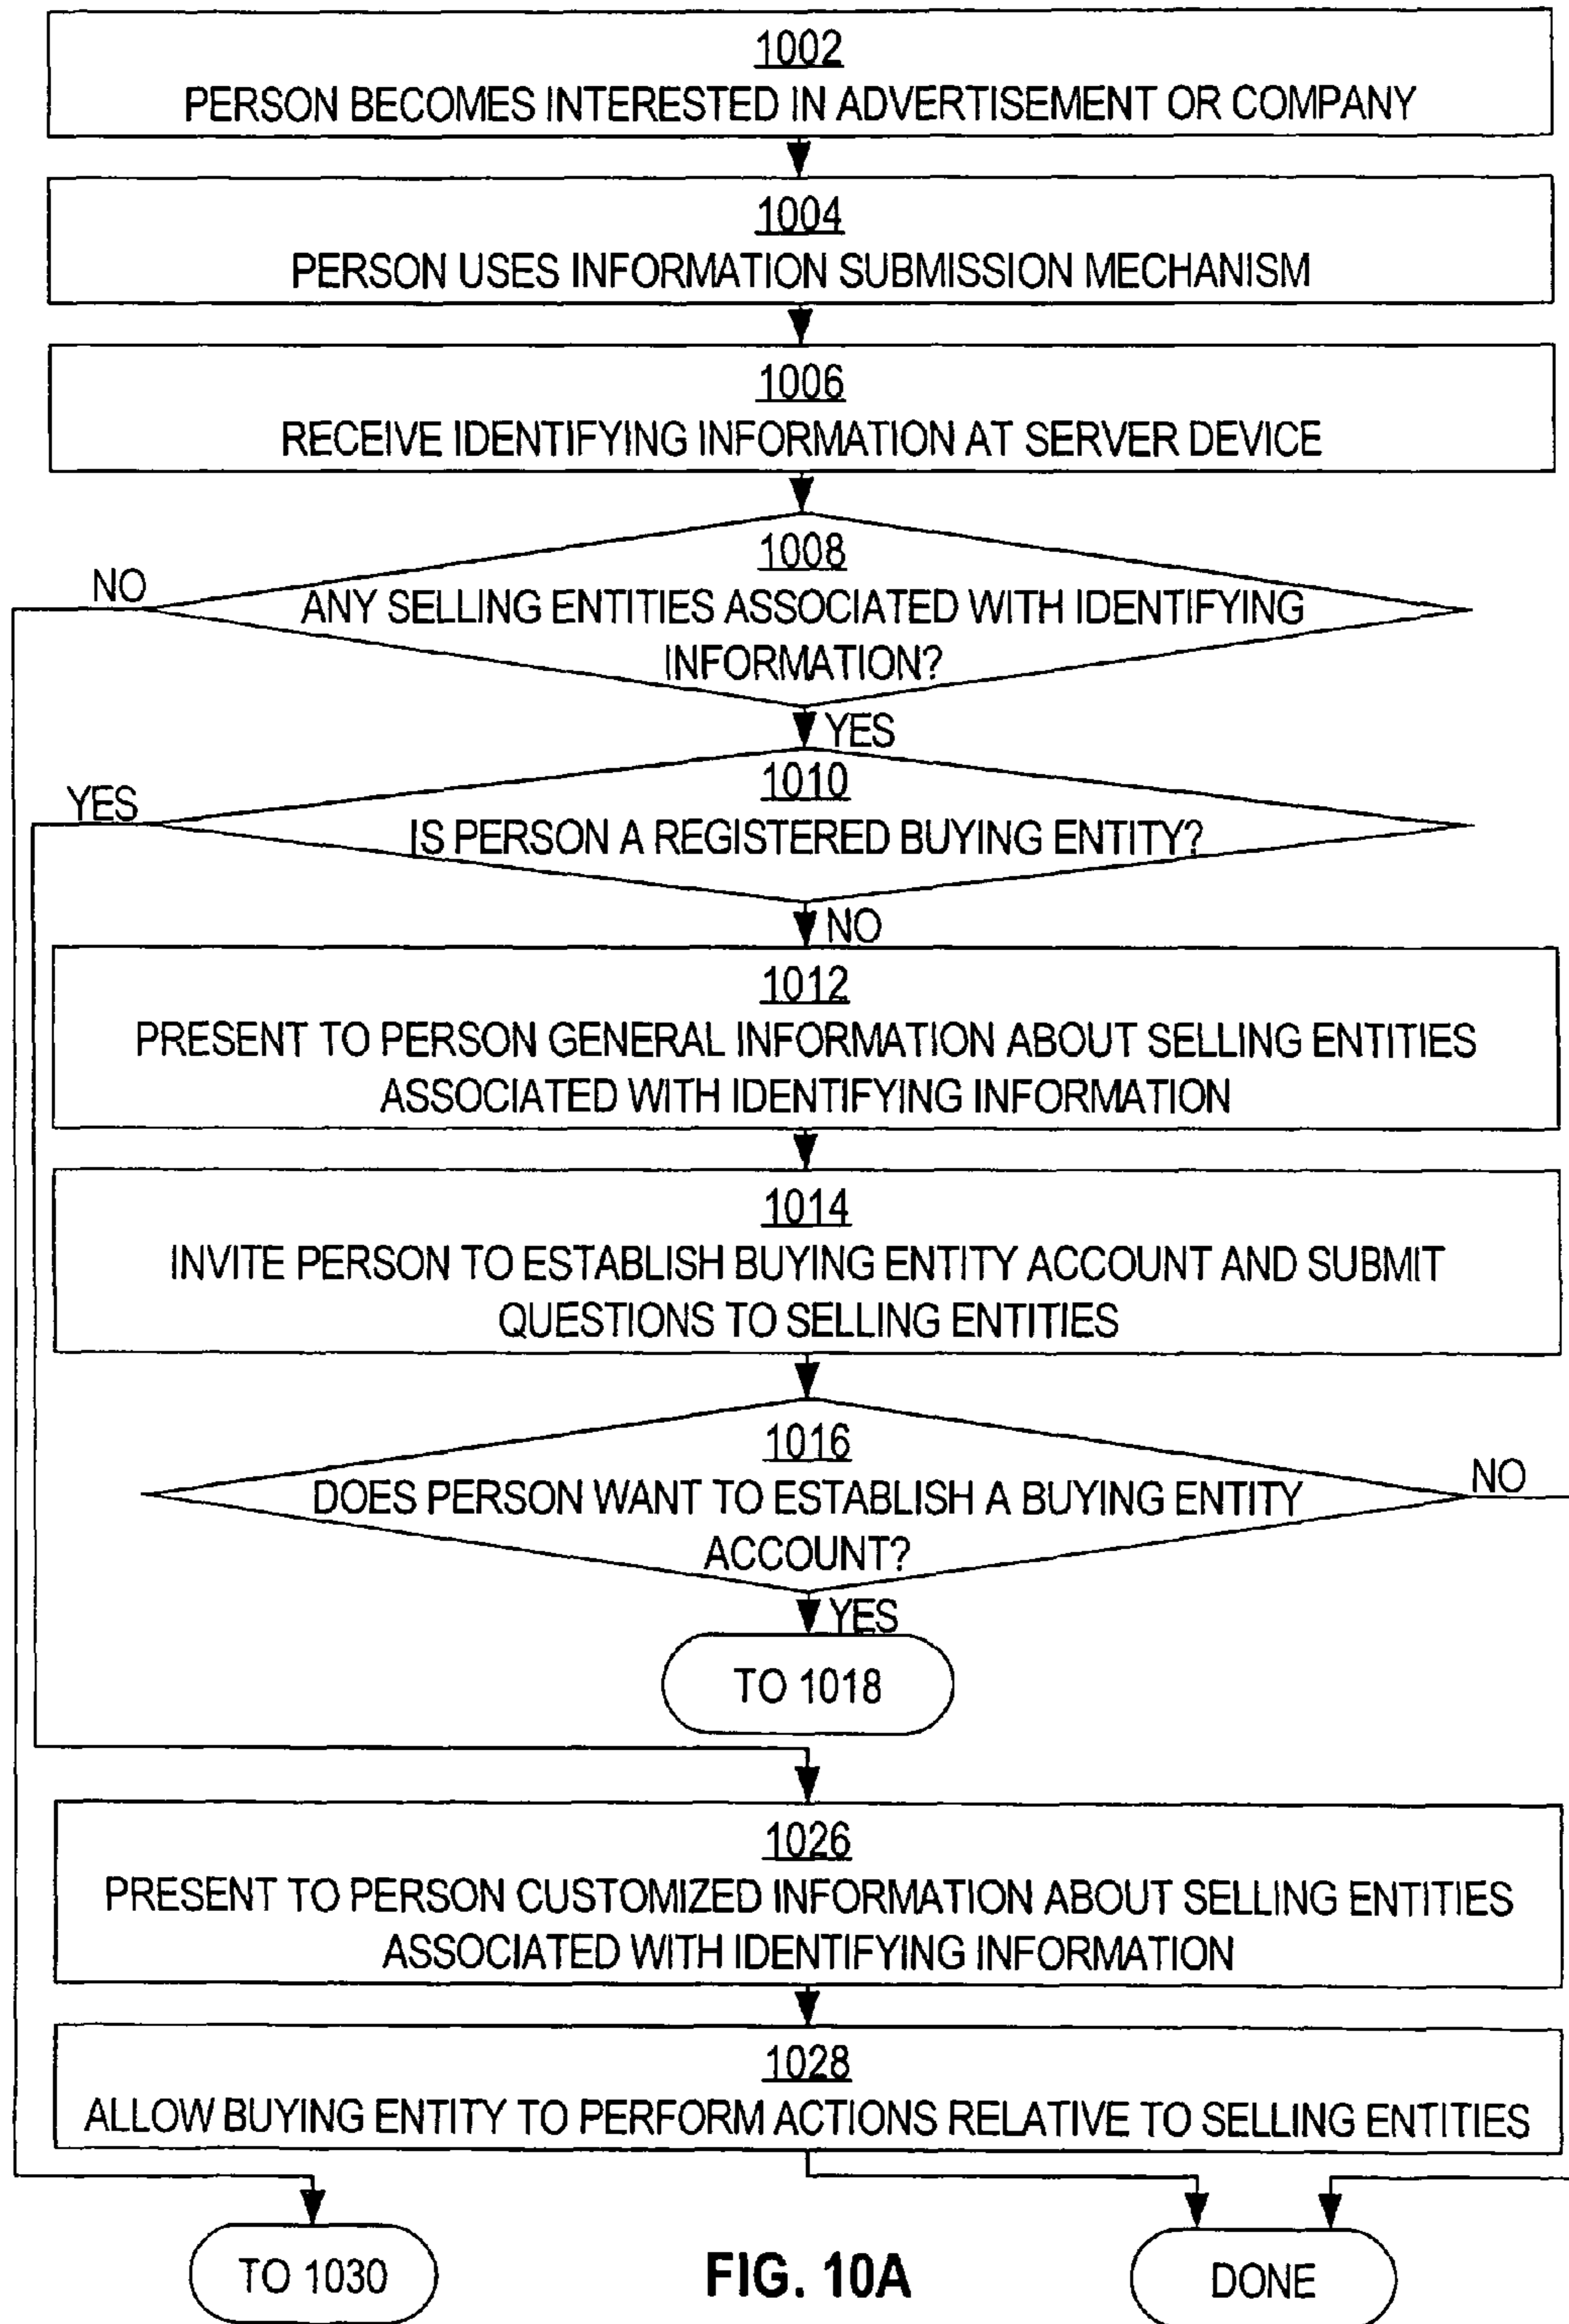 1002
PERSON BECOMES INTERESTED IN ADVERTISEMENT OR COMPANY
1004
PERSON USES INFORMATION SUBMISSION MECHANISM
1006
RECEIVE IDENTIFYING INFORMATION AT SERVER DEVICE
1008
NO
ANY SELLING ENTITIES ASSOCIATED WITH IDENTIFYING
INFORMATION?
YES
1010
YES
IS PERSON A REGISTERED BUYING ENTITY?
NO
1012
PRESENT TO PERSON GENERAL INFORMATION ABOUT SELLING ENTITIES
ASSOCIATED WITH IDENTIFYING INFORMATION
1014
INVITE PERSON TO ESTABLISH BUYING ENTITY ACCOUNT AND SUBMIT
QUESTIONS TO SELLING ENTITIES
1016
NO
DOES PERSON WANT TO ESTABLISH A BUYING ENTITY
ACCOUNT?
YES
TO 1018
1026
PRESENT TO PERSON CUSTOMIZED INFORMATION ABOUT SELLING ENTITIES
ASSOCIATED WITH IDENTIFYING INFORMATION
1028
ALLOW BUYING ENTITY TO PERFORM ACTIONS RELATIVE TO SELLING ENTITIES
TO 1030
FIG. 10A
DONE